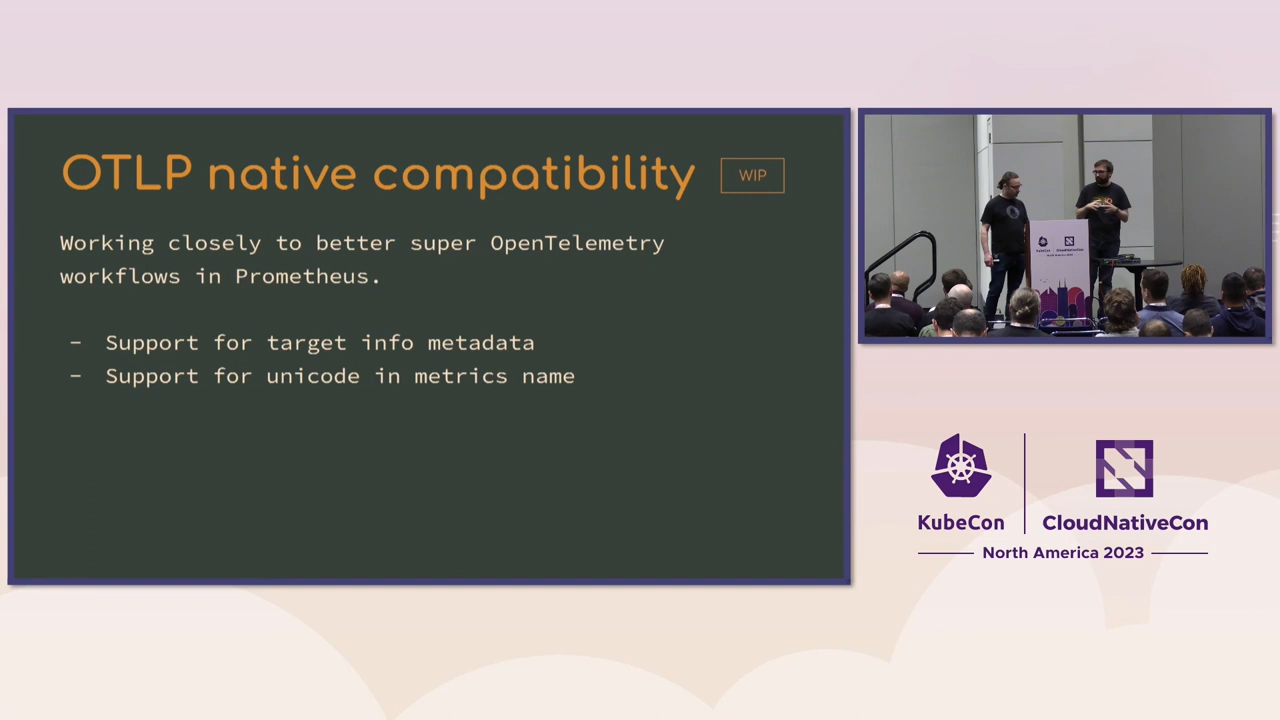 OTLP native compatibility WIP
Working closely to better super OpenTelemetry
workflows in Prometheus.
- Support for target info metadata
- Support for unicode in metrics name
KubeCon CloudNativeCon
North America 2023